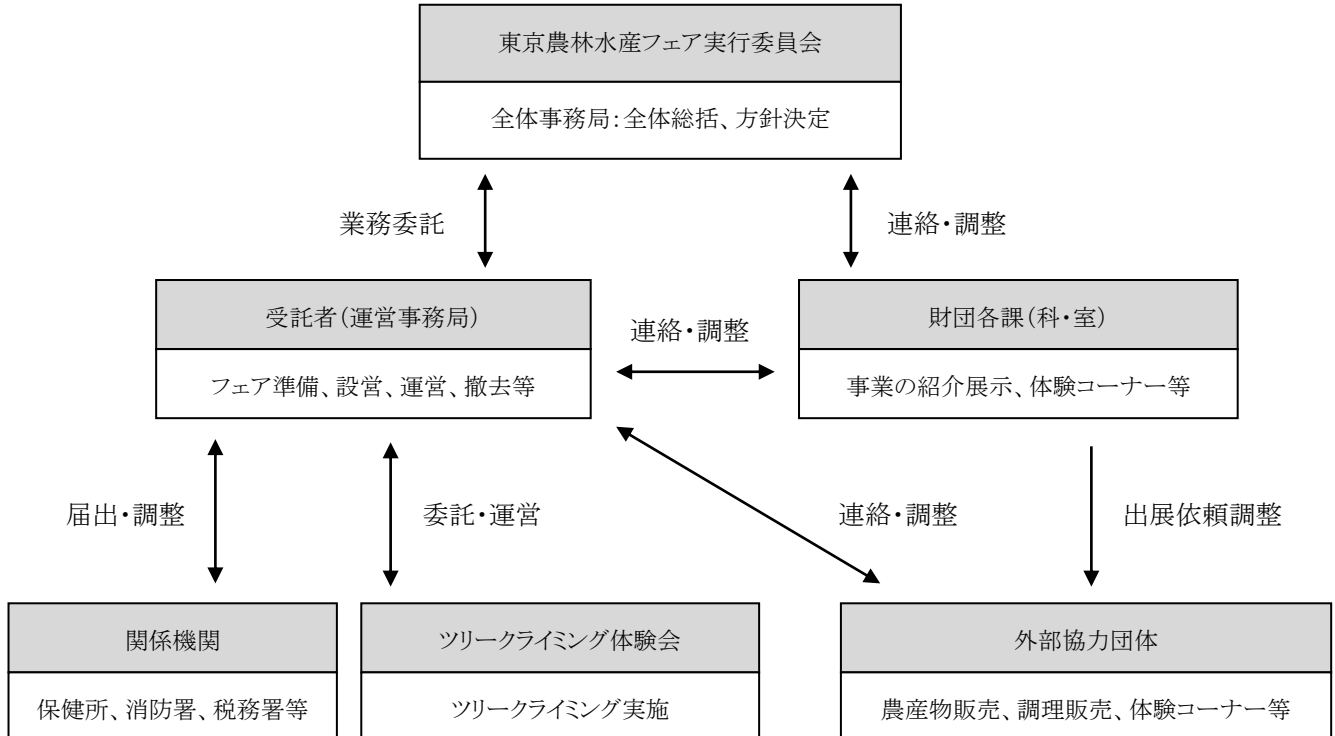 東京農林水産フェア実行委員会
全体事務局:全体総括、方針決定
業務委託
連絡・調整
受託者(運営事務局)
フェア準備、設営、運営、撤去等
連絡・調整
財団各課(科・室)
事業の紹介展示、体験コーナー等
届出・調整
委託・運営
連絡・調整
出展依頼調整
関係機関
保健所、消防署、税務署等
ツリークライミング体験会
ツリークライミング実施
外部協力団体
農産物販売、調理販売、体験コーナー等